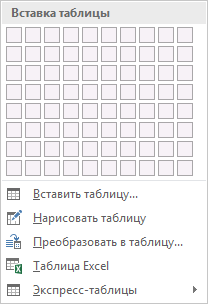 Вставка таблицы
Вставить таблицу...
Нарисовать таблицу
Преобразовать в таблицу...
Таблица Excel
Экспресс-таблицы